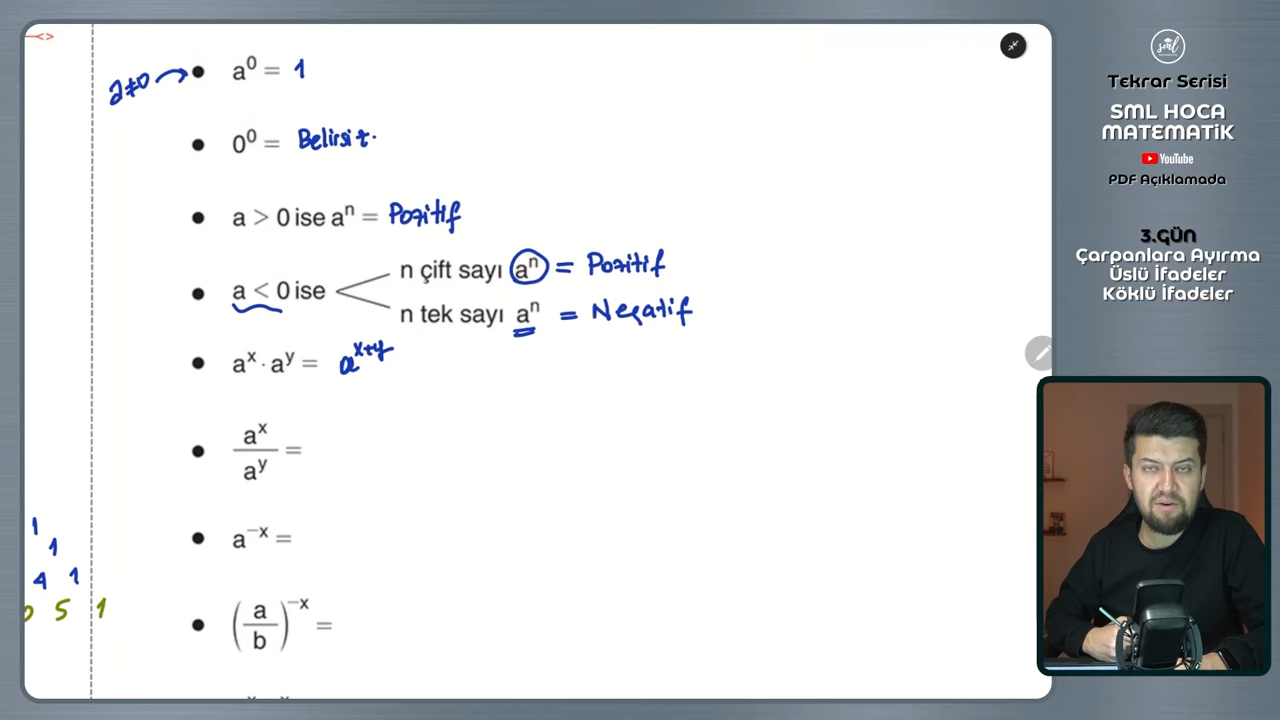 <>
a≠0
• a⁰ = 1
• 0⁰ = Belirsiz.
• a > 0 ise aⁿ = Pozitif
• a < 0 ise
n çift sayı aⁿ = Pozitif
n tek sayı aⁿ = Negatif
• aˣ · aʸ = aˣ⁺ʸ
• aˣ / aʸ =
• a⁻ˣ =
• (a / b)⁻ˣ =
1
1
4 1
5 1
sml
Tekrar Serisi
SML HOCA
MATEMATİK
YouTube
PDF Açıklamada
3.GÜN
Çarpanlara Ayırma
Üslü İfadeler
Köklü İfadeler